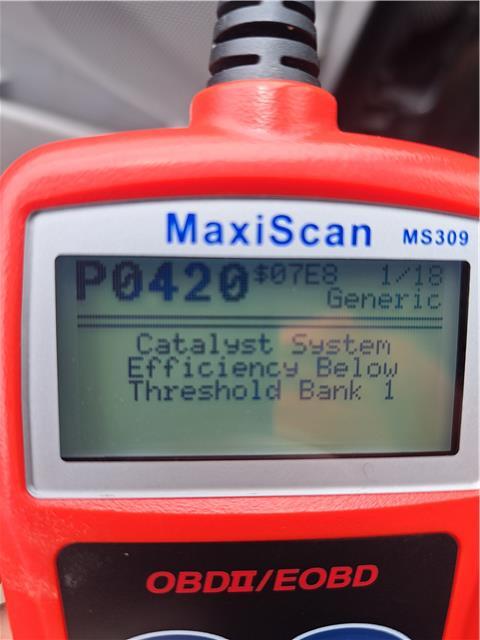 MaxiScan MS309
P0420 $07E8 1/18
Generic
Catalyst System
Efficiency Below
Threshold Bank 1
OBDII/EOBD